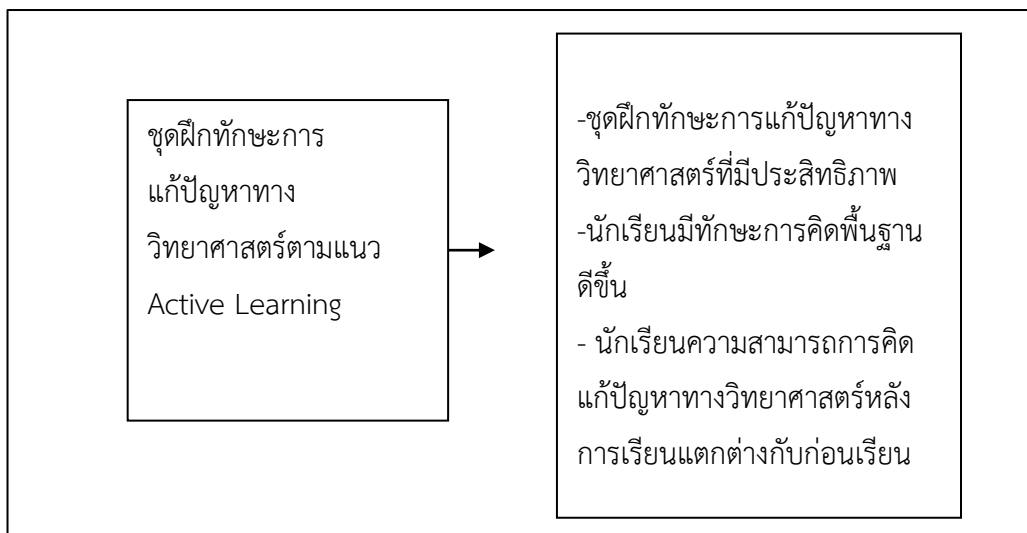 ชุดฝึกทักษะการ
แก้ปัญหาทาง
วิทยาศาสตร์ตามแนว
Active Learning
-ชุดฝึกทักษะการแก้ปัญหาทาง
วิทยาศาสตร์ที่มีประสิทธิภาพ
-นักเรียนมีทักษะการคิดพื้นฐาน
ดีขึ้น
- นักเรียนความสามารถการคิด
แก้ปัญหาทางวิทยาศาสตร์หลัง
การเรียนแตกต่างกับก่อนเรียน